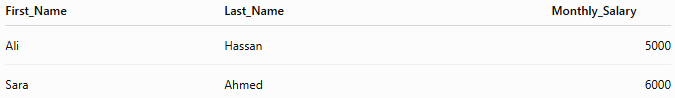 First_Name Last_Name Monthly_Salary
Ali Hassan 5000
Sara Ahmed 6000